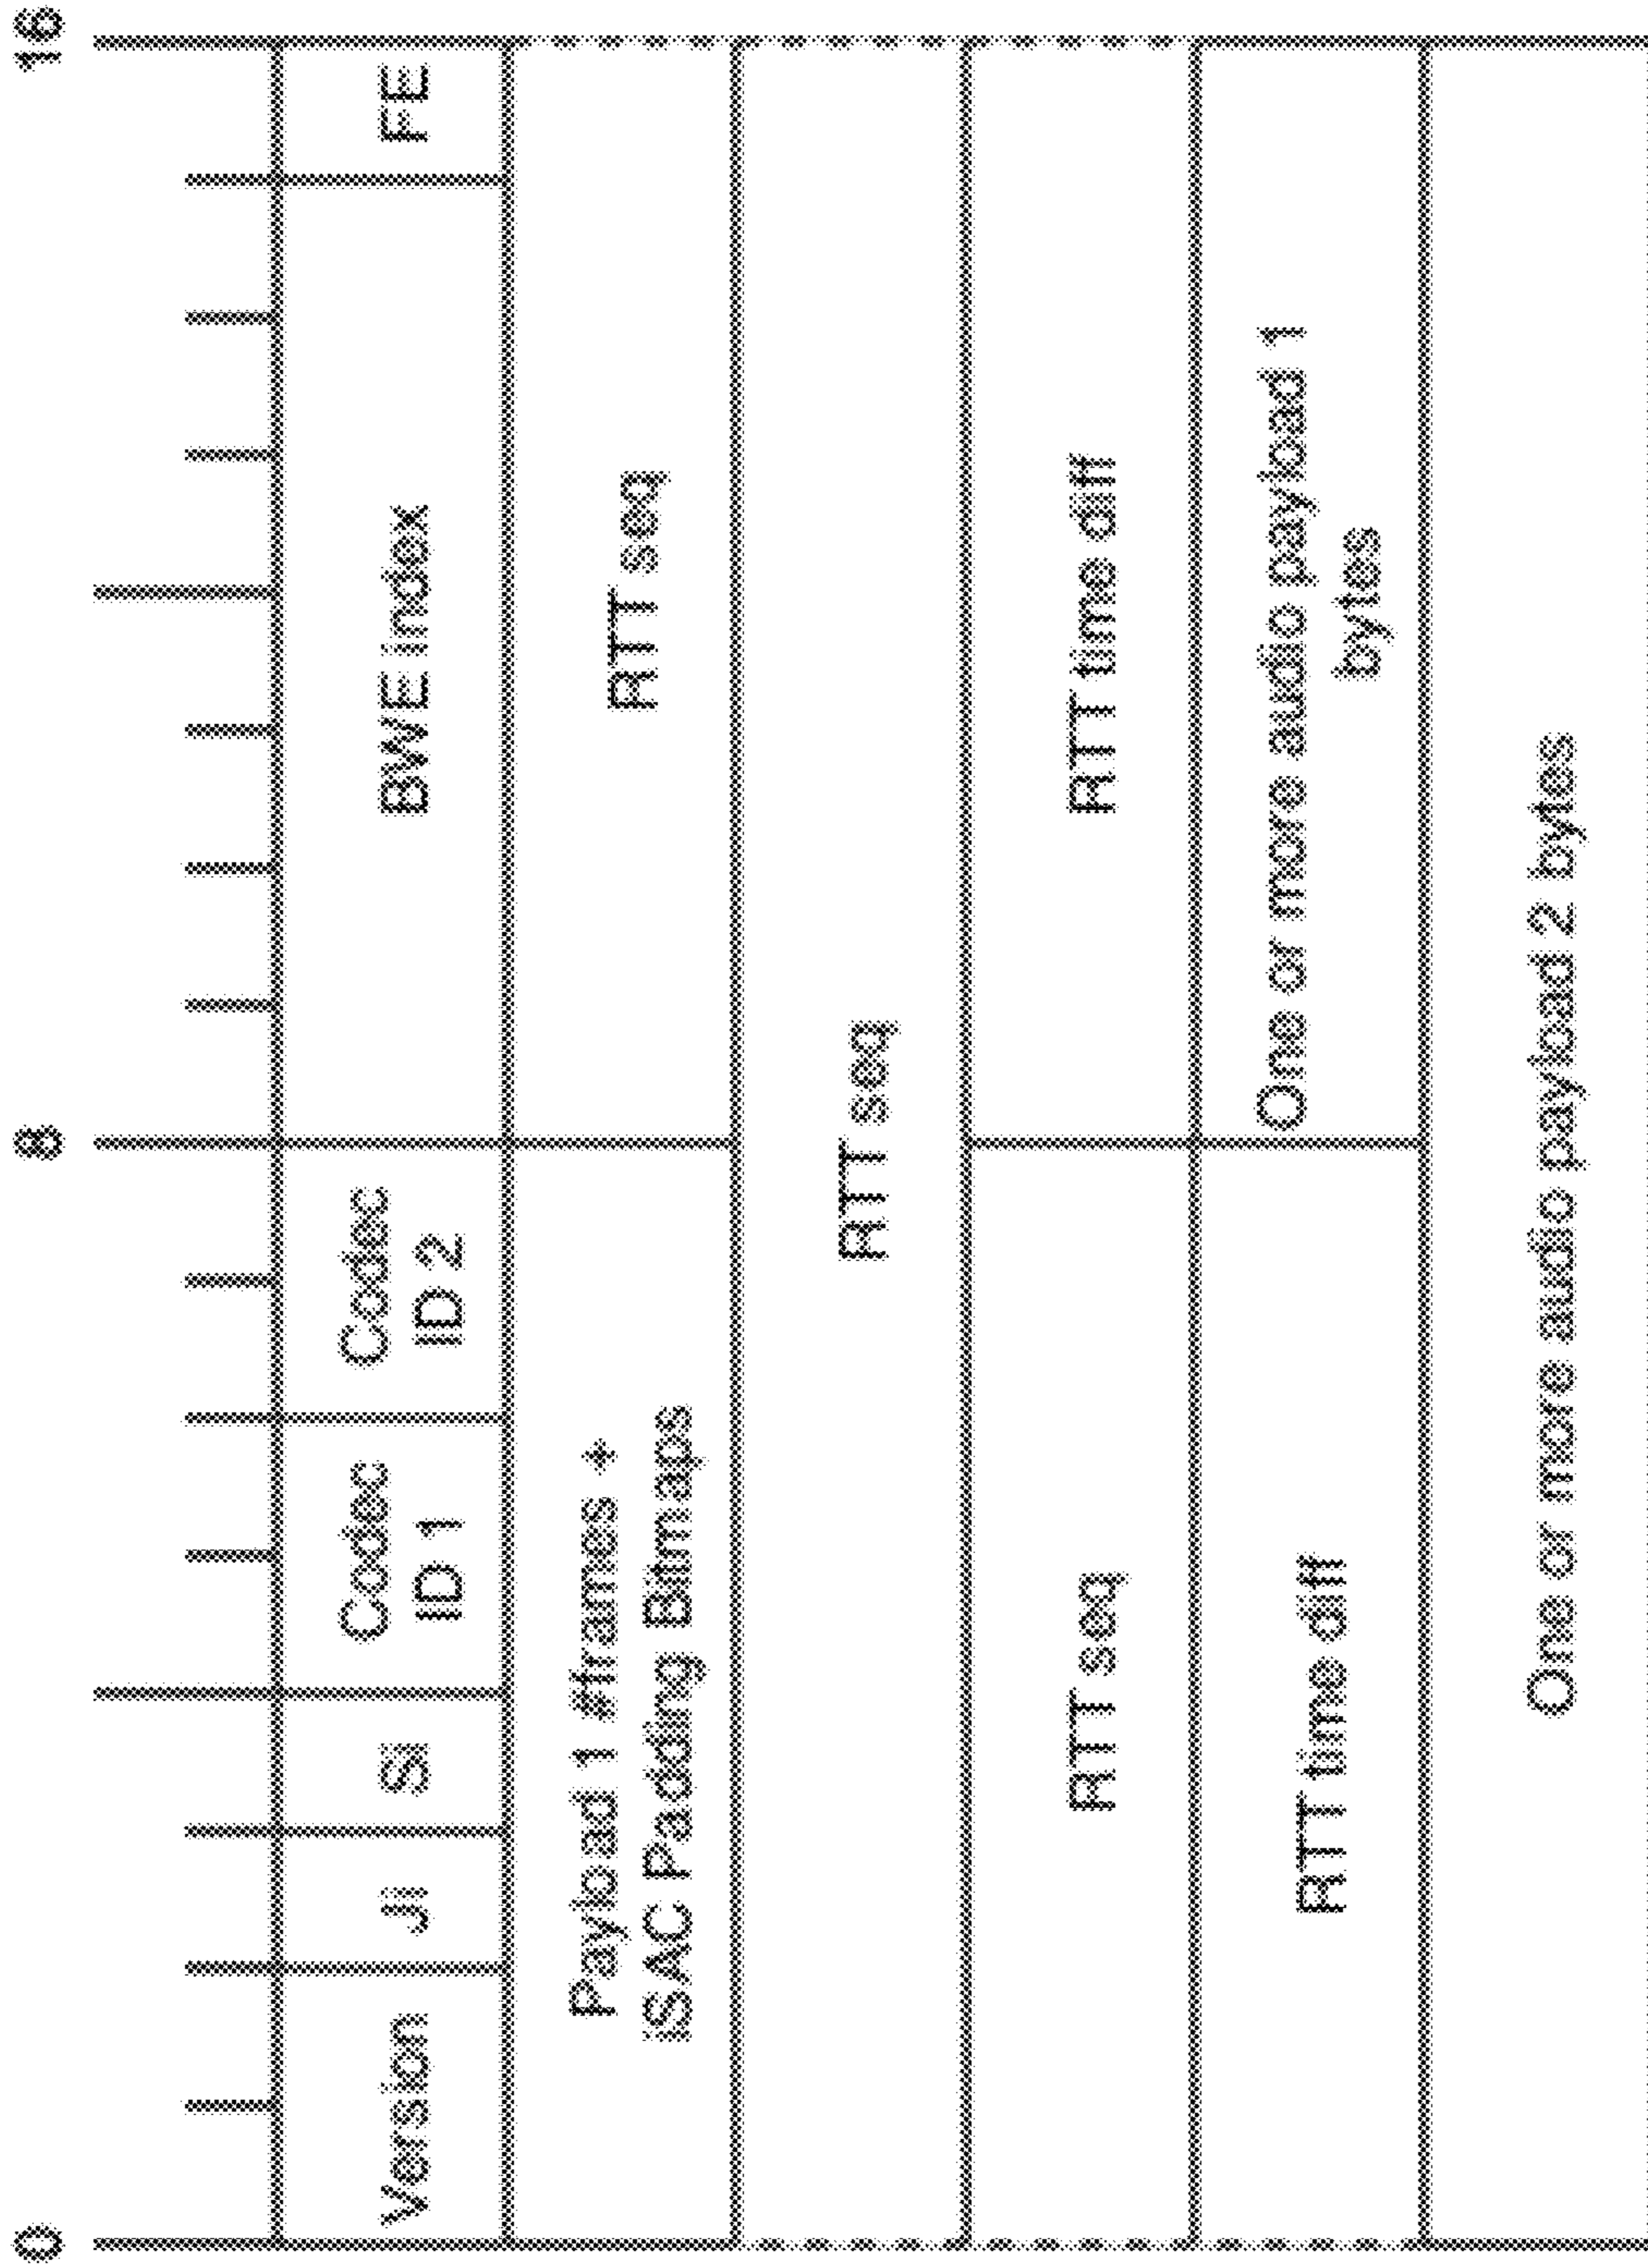 0 8 16
Version Ji Si Codec ID 1 Codec ID 2 BWE index FE
Payload 1 #frames +
iSAC Padding Bitmaps
RTT seq
RTT seq
RTT seq
RTT time diff
RTT time diff
One or more audio payload 1
bytes
One or more audio payload 2 bytes